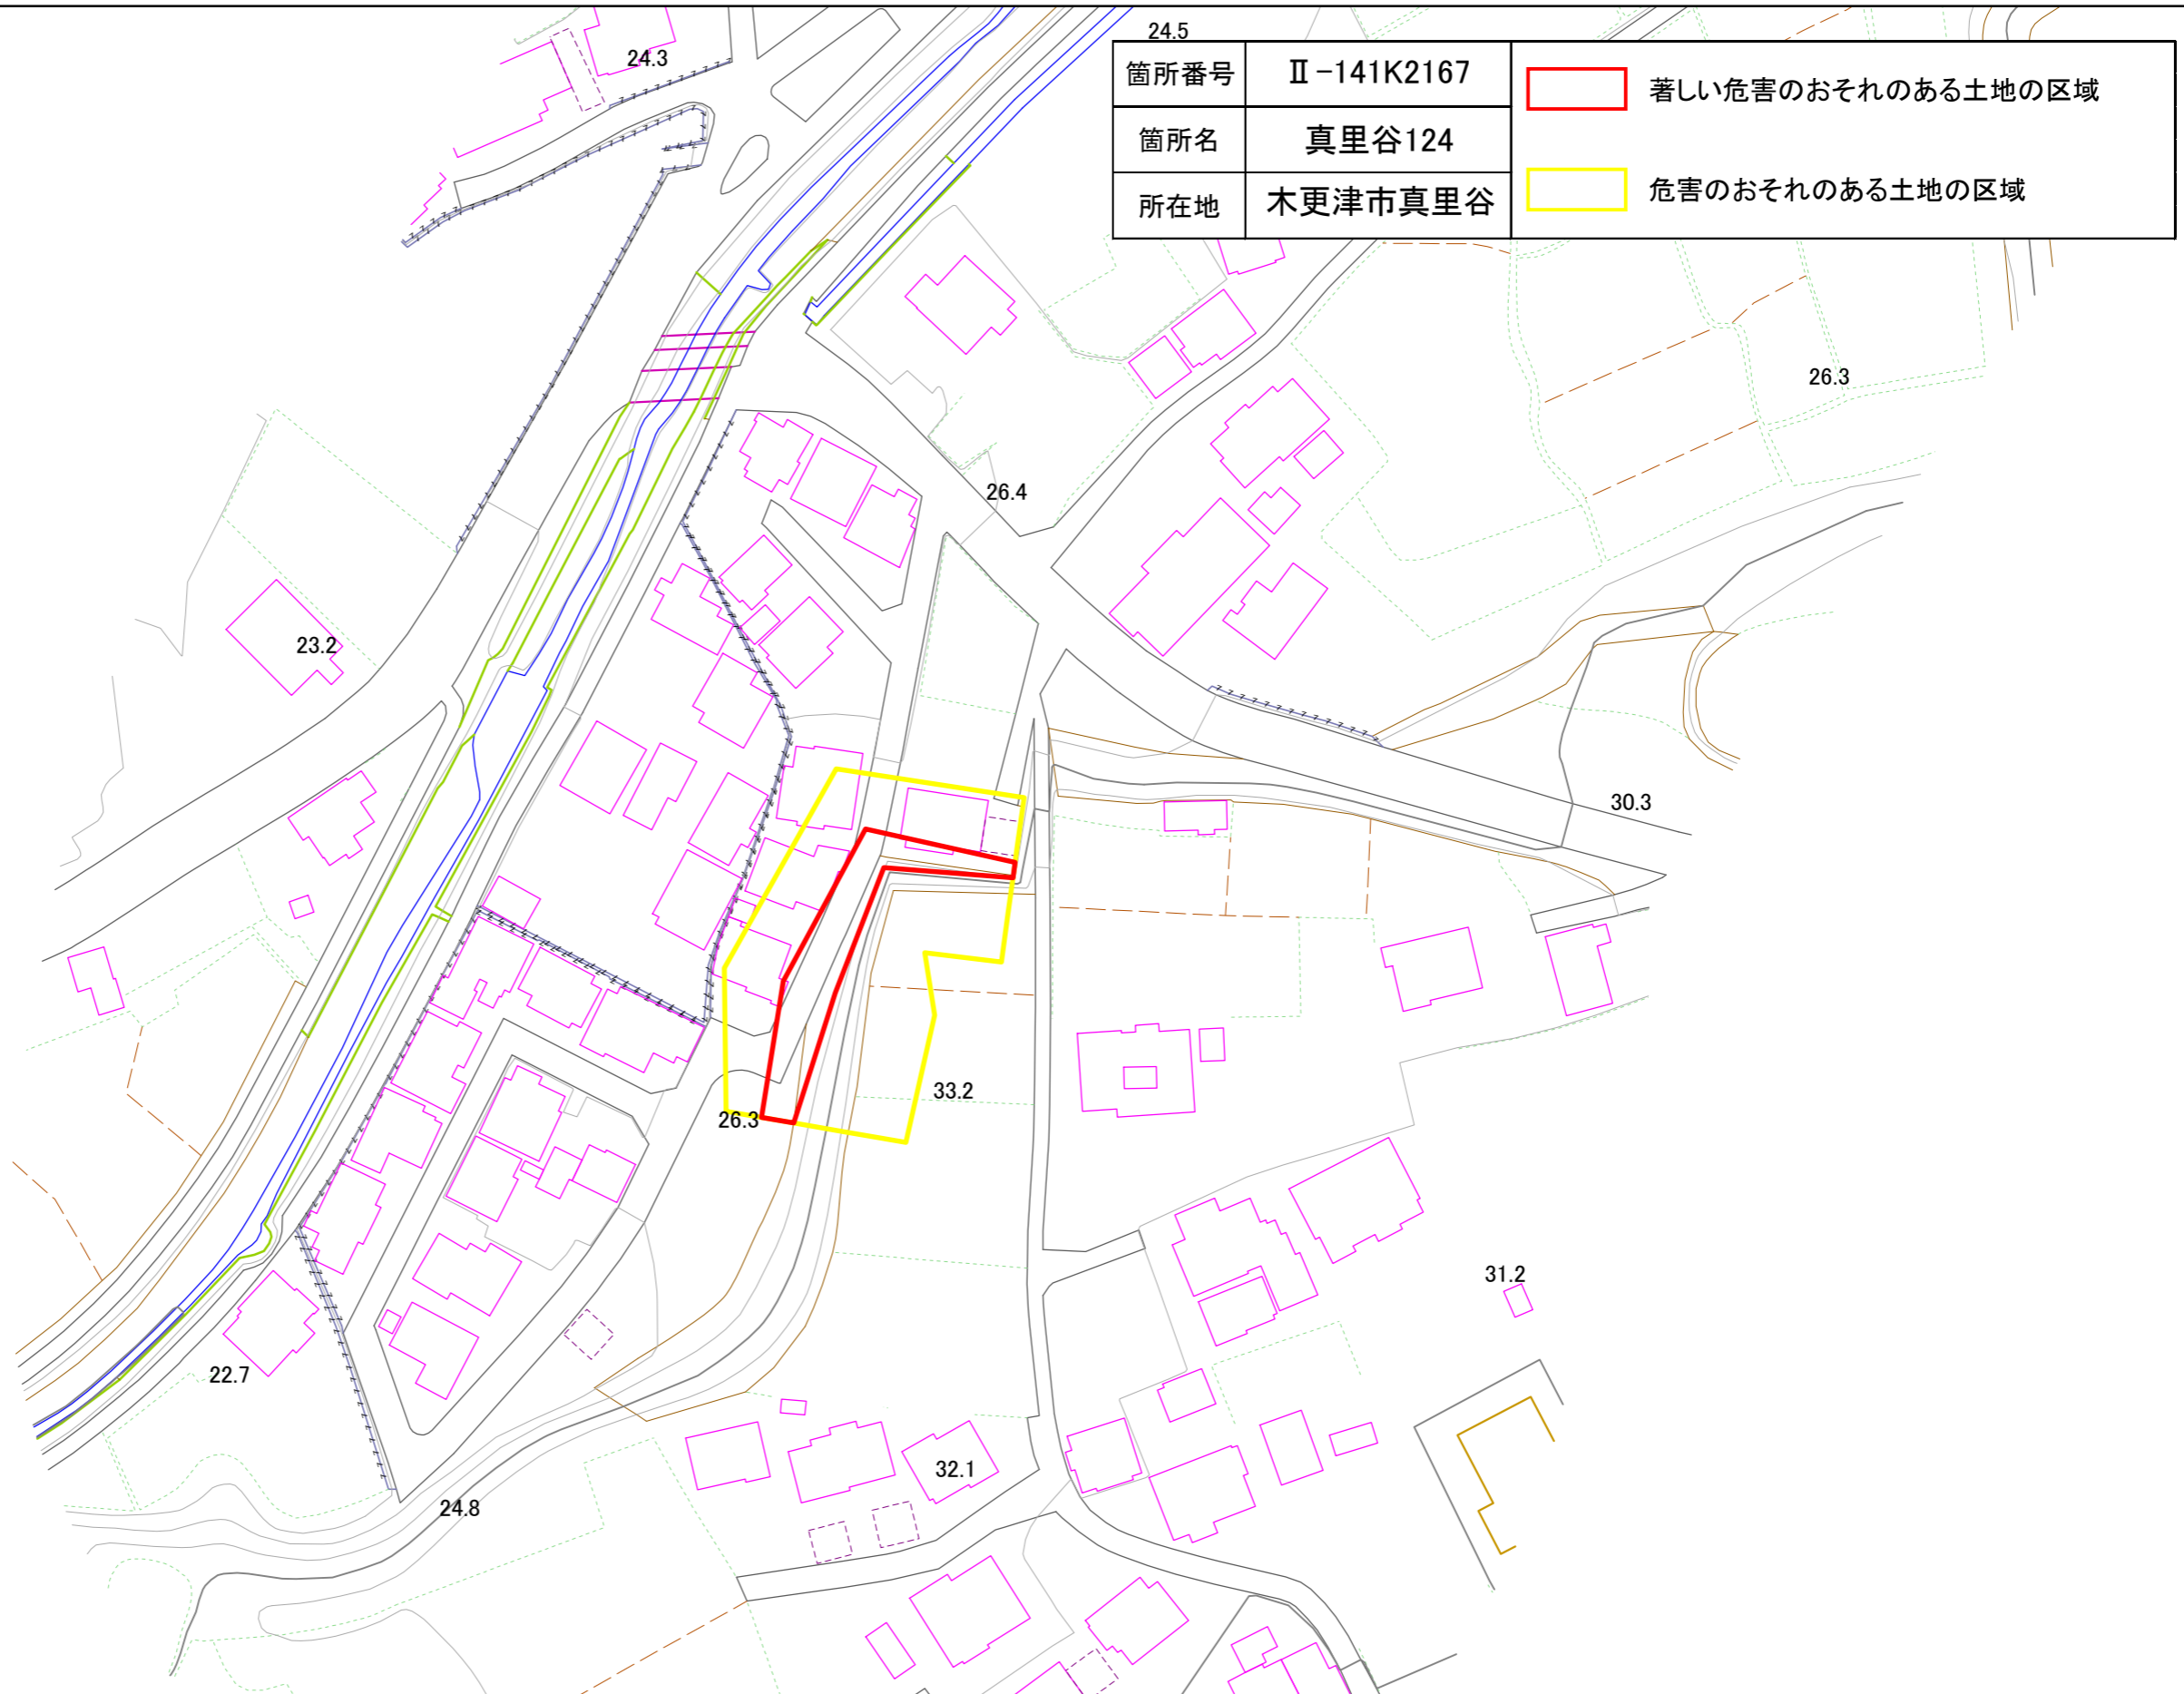 24.5
24.3
箇所番号 Ⅱ-141K2167
著しい危害のおそれのある土地の区域
箇所名 真里谷124
危害のおそれのある土地の区域
所在地 木更津市真里谷
26.3
26.4
23.2
30.3
33.2
26.3
31.2
22.7
32.1
24.8